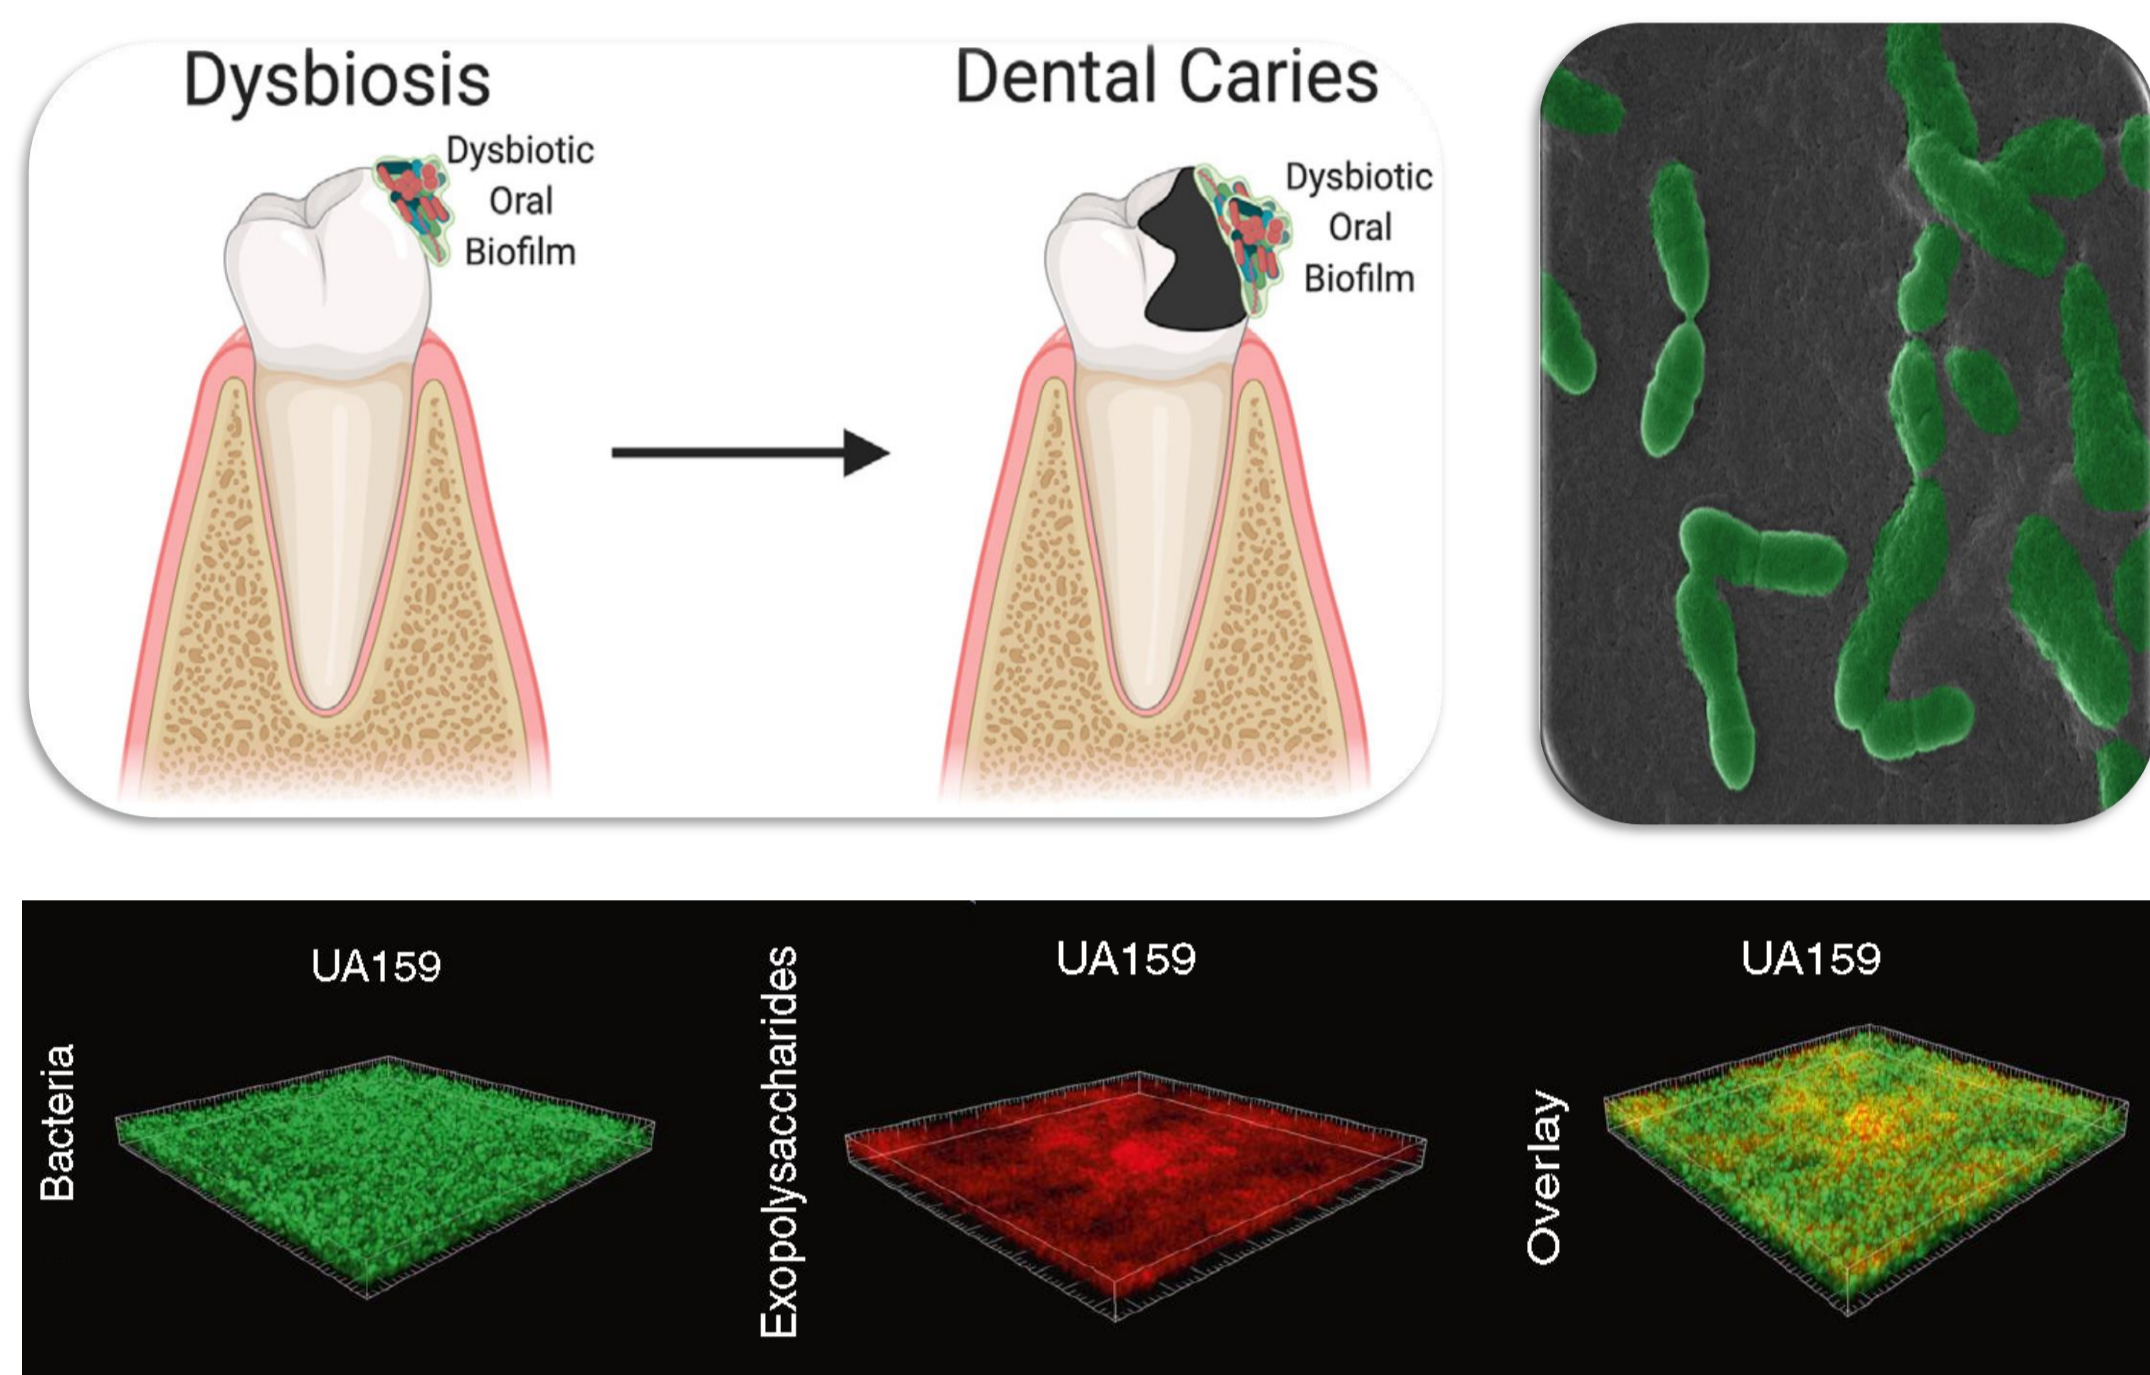 Dysbiosis
Dysbiotic
Oral
Biofilm
Dental Caries
Dysbiotic
Oral
Biofilm
Bacteria
UA159
Exopolysaccharides
UA159
Overlay
UA159